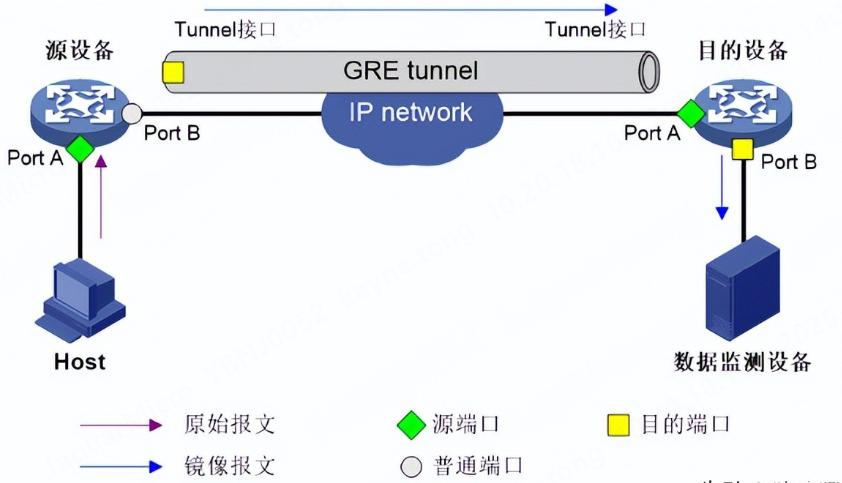 Tunnel接口
Tunnel接口
源设备
目的设备
GRE tunnel
IP network
Port B
Port A
Port A
Port B
Host
数据监测设备
原始报文
源端口
目的端口
镜像报文
普通端口